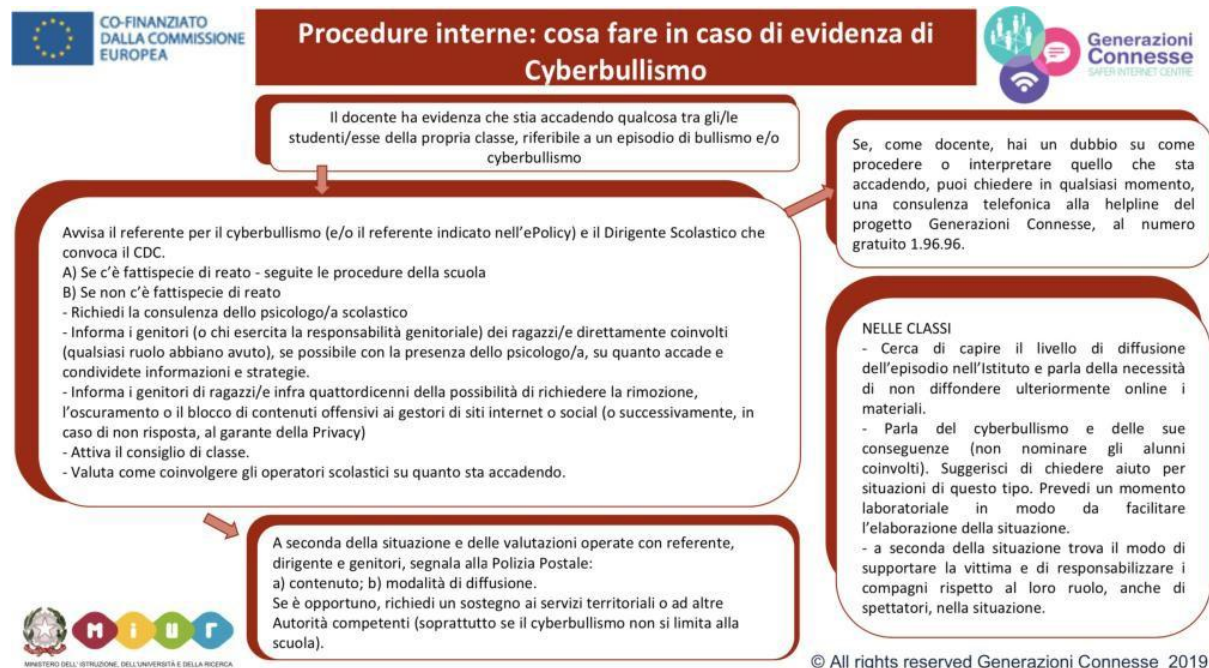 CO-FINANZIATO
DALLA COMMISSIONE
EUROPEA
Procedure interne: cosa fare in caso di evidenza di
Cyberbullismo
Generazioni
Connesse
SAFER INTERNET CENTRE
Il docente ha evidenza che stia accadendo qualcosa tra gli/le
studenti/esse della propria classe, riferibile a un episodio di bullismo e/o
cyberbullismo
Se, come docente, hai un dubbio su come
procedere o interpretare quello che sta
accadendo, puoi chiedere in qualsiasi momento,
una consulenza telefonica alla helpline del
progetto Generazioni Connesse, al numero
gratuito 1.96.96.
Avvisa il referente per il cyberbullismo (e/o il referente indicato nell'ePolicy) e il Dirigente Scolastico che
convoca il CDC.
A) Se c'è fattispecie di reato - seguite le procedure della scuola
B) Se non c'è fattispecie di reato
- Richiedi la consulenza dello psicologo/a scolastico
- Informa i genitori (o chi esercita la responsabilità genitoriale) dei ragazzi/e direttamente coinvolti
(qualsiasi ruolo abbiano avuto), se possibile con la presenza dello psicologo/a, su quanto accade e
condividete informazioni e strategie.
- Informa i genitori di ragazzi/e infra quattordicenni della possibilità di richiedere la rimozione,
l'oscuramento o il blocco di contenuti offensivi ai gestori di siti internet o social (o successivamente, in
caso di non risposta, al garante della Privacy)
- Attiva il consiglio di classe.
- Valuta come coinvolgere gli operatori scolastici su quanto sta accadendo.
NELLE CLASSI
- Cerca di capire il livello di diffusione
dell'episodio nell'Istituto e parla della necessità
di non diffondere ulteriormente online i
materiali.
- Parla del cyberbullismo e delle sue
conseguenze (non nominare gli alunni
coinvolti). Suggerisci di chiedere aiuto per
situazioni di questo tipo. Prevedi un momento
laboratoriale in modo da facilitare
l'elaborazione della situazione.
- a seconda della situazione trova il modo di
supportare la vittima e di responsabilizzare i
compagni rispetto al loro ruolo, anche di
spettatori, nella situazione.
A seconda della situazione e delle valutazioni operate con referente,
dirigente e genitori, segnala alla Polizia Postale:
a) contenuto; b) modalità di diffusione.
Se è opportuno, richiedi un sostegno ai servizi territoriali o ad altre
Autorità competenti (soprattutto se il cyberbullismo non si limita alla
scuola).
MIUR
MINISTERO DELL'ISTRUZIONE, DELL'UNIVERSITÀ E DELLA RICERCA
© All rights reserved Generazioni Connesse 2019